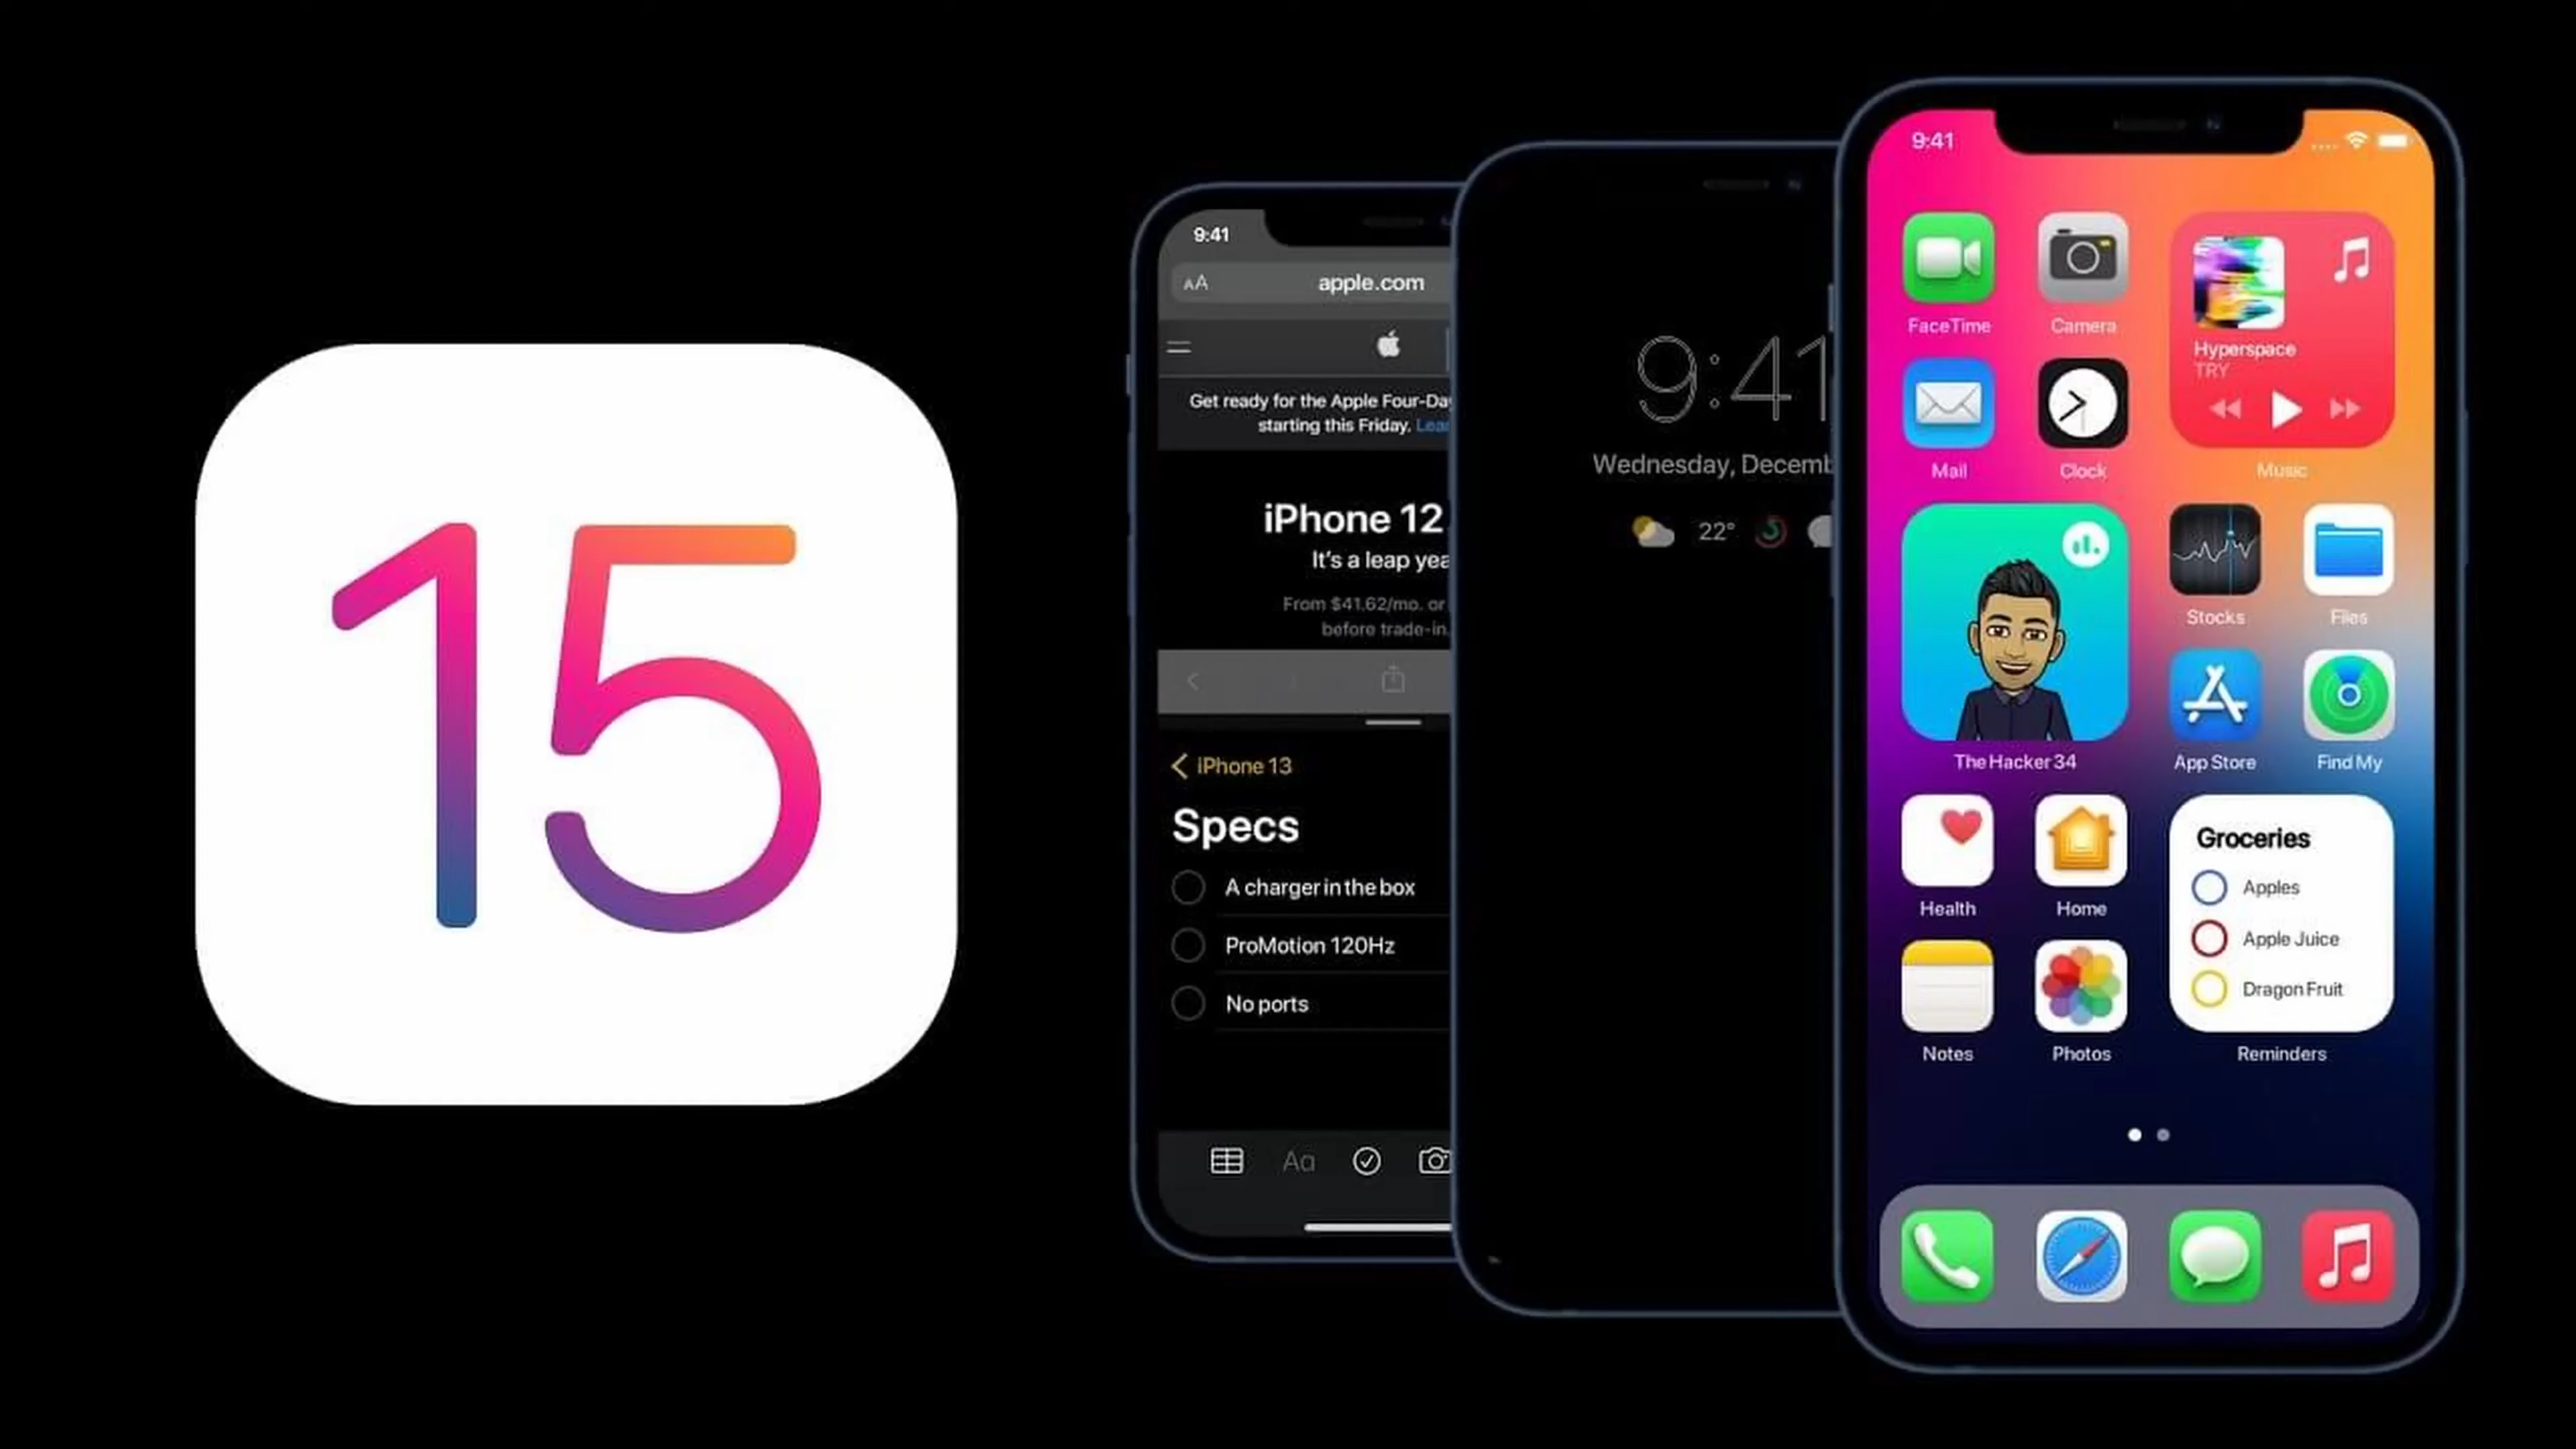 15
9:41
AA
apple.com
Get ready for the Apple Four-Day
starting this Friday.
iPhone 12
It's a leap
From $41.62/mo. or
before trade-in.
iPhone 13
Specs
A charger in the box
ProMotion 120Hz
No ports
Aa
9:41
Wednesday,
22°
9:41
FaceTime
Camera
Hyperspace
TRY
Mail
Clock
Music
Stocks
Files
The Hacker 34
App Store
Find My
Groceries
Apples
Apple Juice
Dragon Fruit
Health
Home
Notes
Photos
Reminders